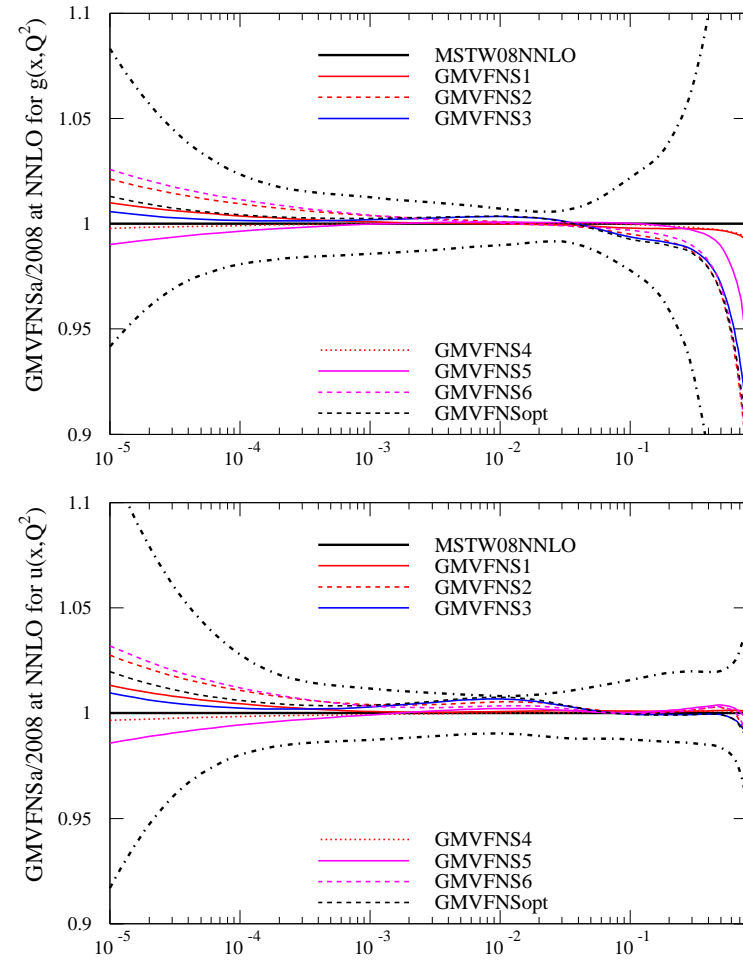 GMVFNSa/2008 at NNLO for g(x,Q²)
1.1
1.05
1
0.95
0.9
MSTW08NNLO
GMVFNS1
GMVFNS2
GMVFNS3
GMVFNS4
GMVFNS5
GMVFNS6
GMVFNSopt
10⁻⁵ 10⁻⁴ 10⁻³ 10⁻² 10⁻¹
GMVFNSa/2008 at NNLO for u(x,Q²)
1.1
1.05
1
0.95
0.9
MSTW08NNLO
GMVFNS1
GMVFNS2
GMVFNS3
GMVFNS4
GMVFNS5
GMVFNS6
GMVFNSopt
10⁻⁵ 10⁻⁴ 10⁻³ 10⁻² 10⁻¹